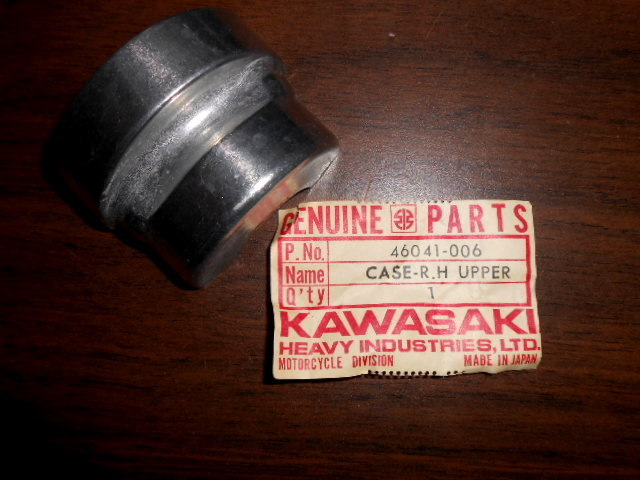 GENUINE PARTS
P. No. 46041-006
Name CASE-R.H UPPER
Q'ty 1
KAWASAKI
HEAVY INDUSTRIES, LTD.
MOTORCYCLE DIVISION MADE IN JAPAN